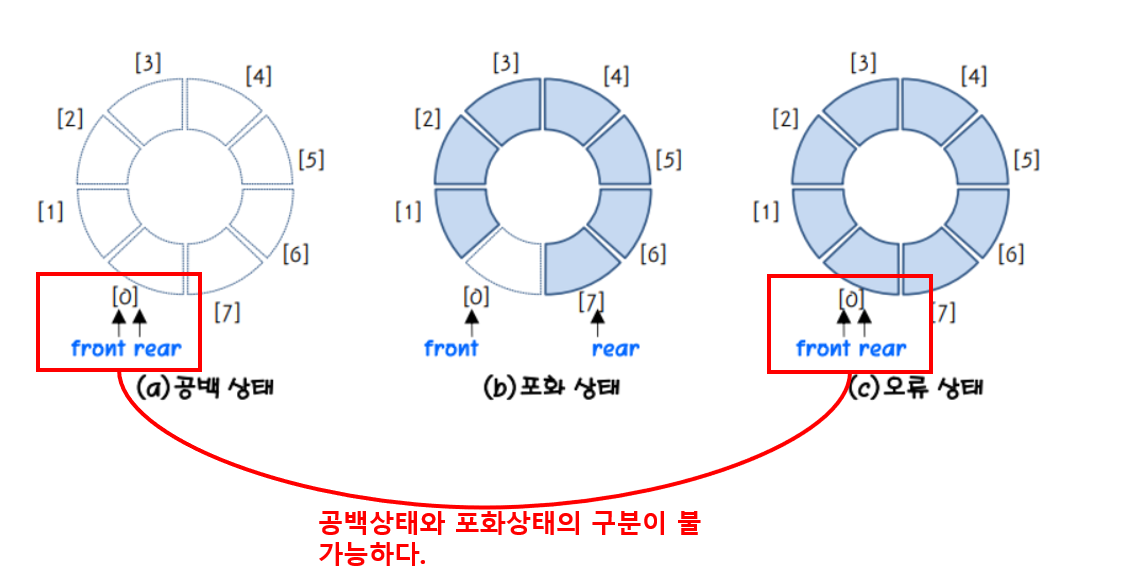 [3] [4] [3] [4] [3] [4]
[2] [2] [2]
[5] [5] [5]
[1] [1] [1]
[6] [6] [6]
[0] [7] [0] [7] [0] [7]
front rear front rear front rear
(a)공백 상태 (b)포화 상태 (c)오류 상태
공백상태와 포화상태의 구분이 불
가능하다.